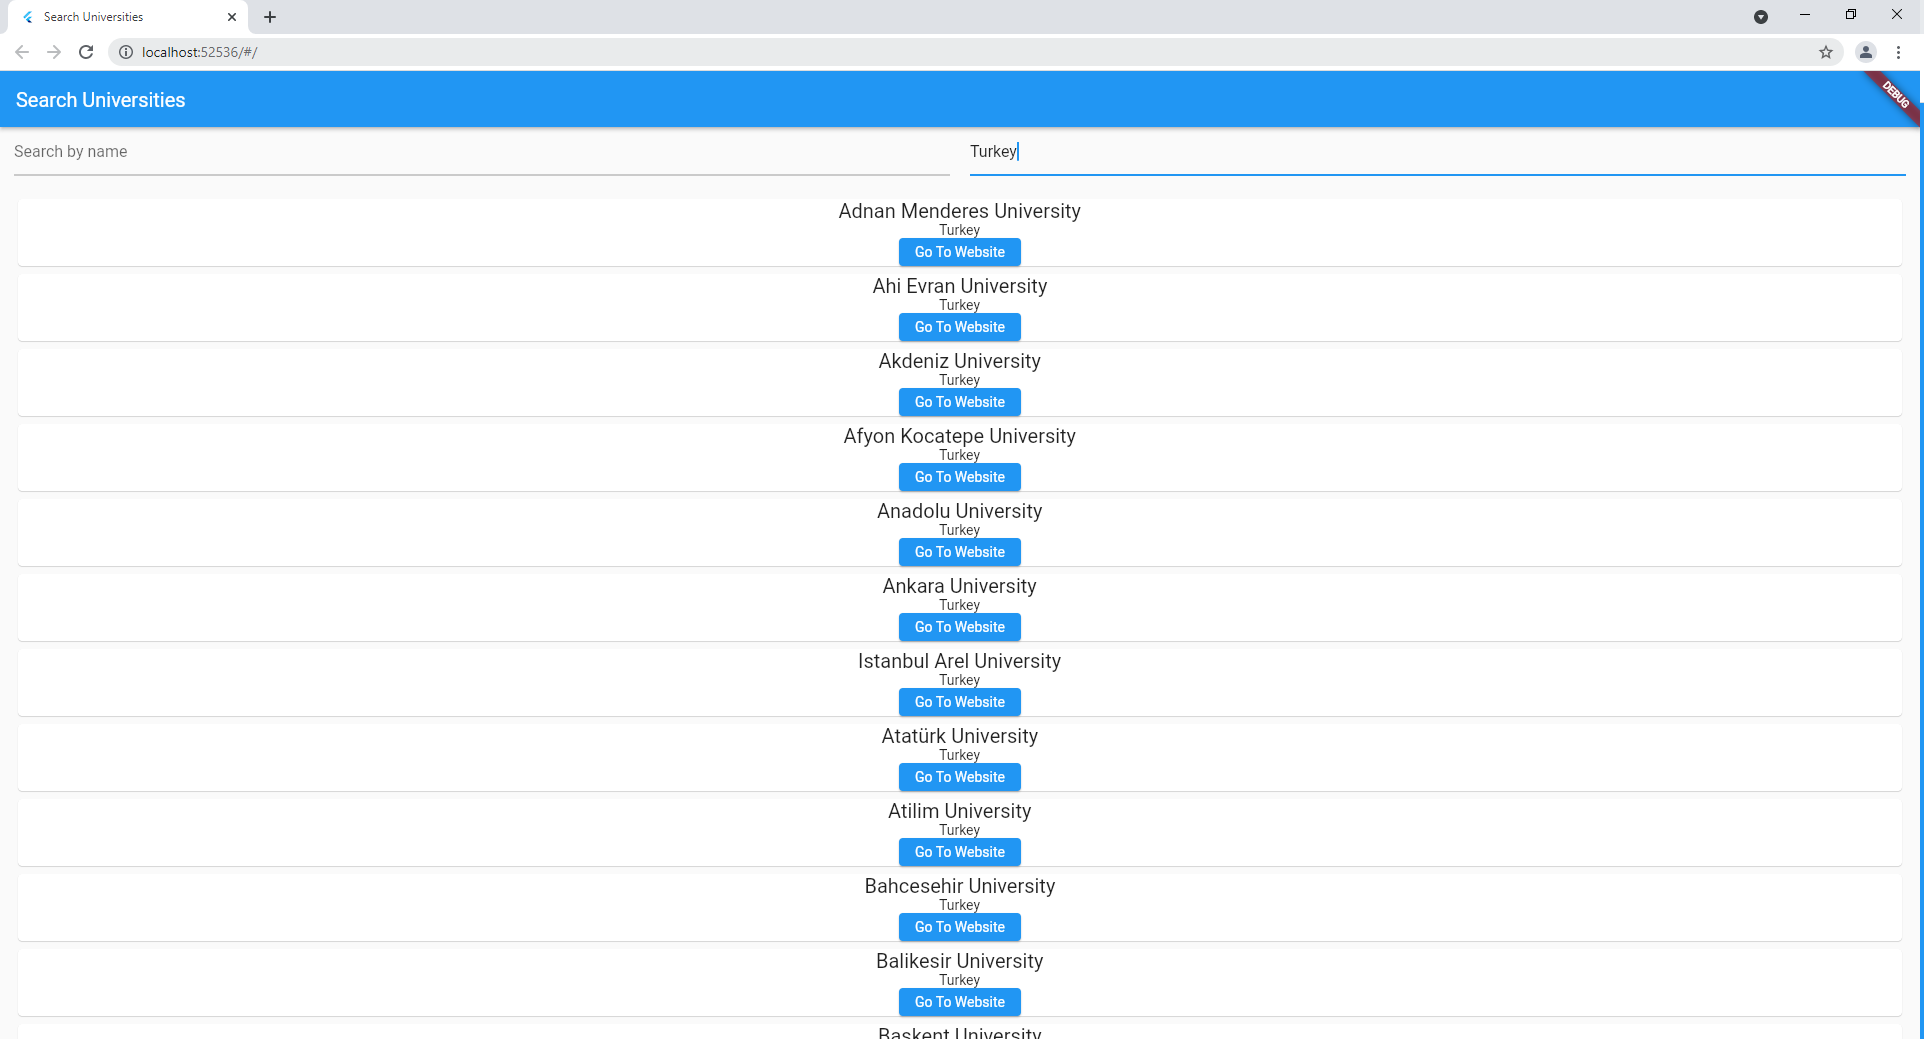 Search Universities
localhost:52536/#/
Search Universities
DEBUG
Search by name
Turkey
Adnan Menderes University
Turkey
Go To Website
Ahi Evran University
Turkey
Go To Website
Akdeniz University
Turkey
Go To Website
Afyon Kocatepe University
Turkey
Go To Website
Anadolu University
Turkey
Go To Website
Ankara University
Turkey
Go To Website
Istanbul Arel University
Turkey
Go To Website
Atatürk University
Turkey
Go To Website
Atilim University
Turkey
Go To Website
Bahcesehir University
Turkey
Go To Website
Balikesir University
Turkey
Go To Website
Baskent University